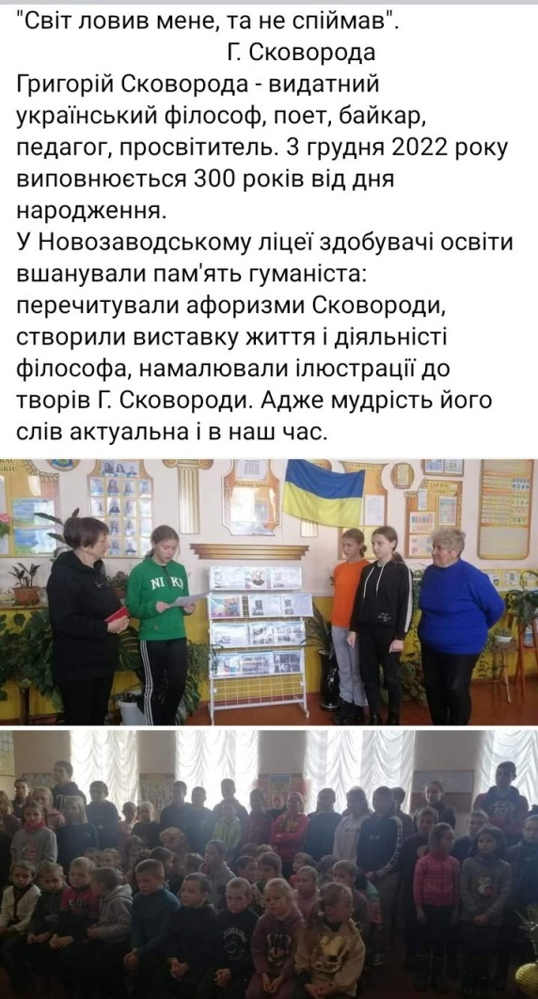 "Світ ловив мене, та не спіймав".
Г. Сковорода
Григорій Сковорода - видатний
український філософ, поет, байкар,
педагог, просвітитель. 3 грудня 2022 року
виповнюється 300 років від дня
народження.
У Новозаводському ліцеї здобувачі освіти
вшанували пам'ять гуманіста:
перечитували афоризми Сковороди,
створили виставку життя і діяльністі
філософа, намалювали ілюстрації до
творів Г. Сковороди. Адже мудрість його
слів актуальна і в наш час.